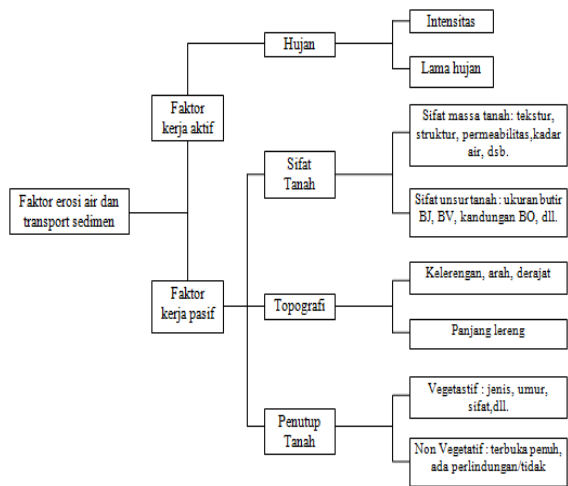 Faktor erosi air dan
transport sedimen
Faktor
kerja aktif
Hujan
Intensitas
Lama hujan
Faktor
kerja pasif
Sifat
Tanah
Sifat massa tanah: tekstur,
struktur, permeabilitas,kadar
air, dsb.
Sifat unsur tanah : ukuran butir
BJ, BV, kandungan BO, dll.
Topografi
Kelerengan, arah, derajat
Panjang lereng
Penutup
Tanah
Vegetastif : jenis, umur,
sifat,dll.
Non Vegetatif : terbuka penuh,
ada perlindungan/tidak